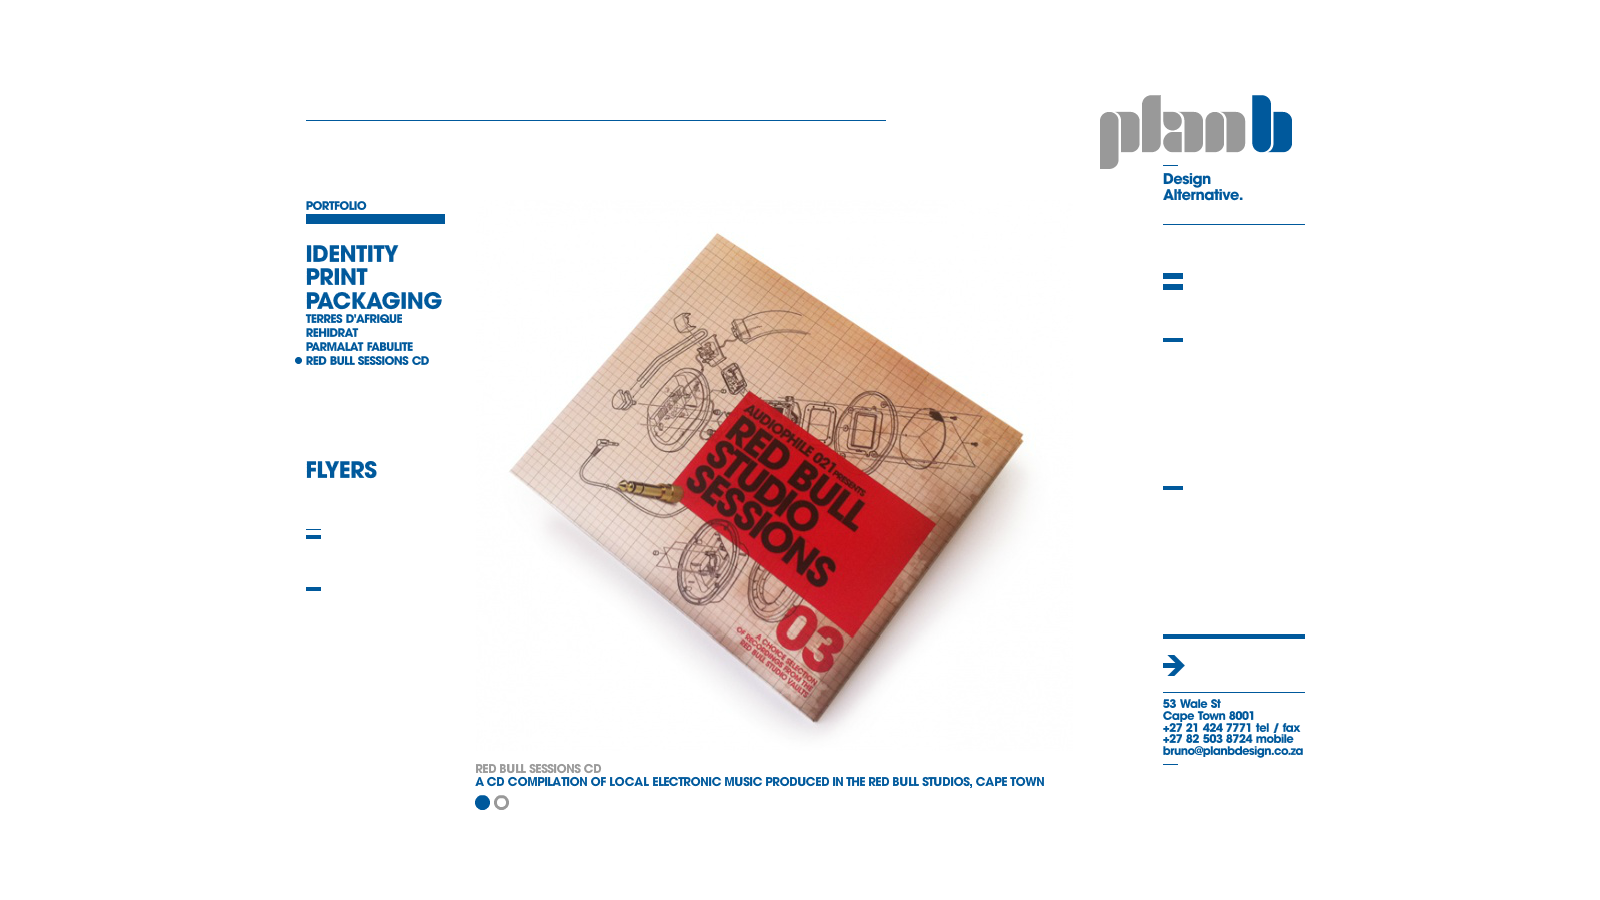 planb
Design
Alternative.
PORTFOLIO
IDENTITY
PRINT
PACKAGING
TERRES D'AFRIQUE
REHIDRAT
PARMALAT FABULITE
RED BULL SESSIONS CD
FLYERS
AUDIOPHILE 021 PRESENTS
RED BULL
STUDIO
SESSIONS
03
A CHOICE SELECTION
OF RECORDINGS FROM THE
RED BULL STUDIO VAULTS
RED BULL SESSIONS CD
A CD COMPILATION OF LOCAL ELECTRONIC MUSIC PRODUCED IN THE RED BULL STUDIOS, CAPE TOWN
53 Wale St
Cape Town 8001
+27 21 424 7771 tel / fax
+27 82 503 8724 mobile
bruno@planbdesign.co.za